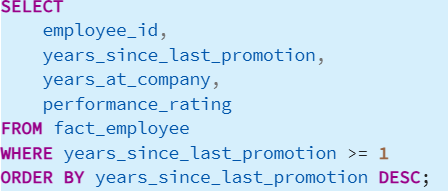 SELECT
    employee_id,
    years_since_last_promotion,
    years_at_company,
    performance_rating
FROM fact_employee
WHERE years_since_last_promotion >= 1
ORDER BY years_since_last_promotion DESC;